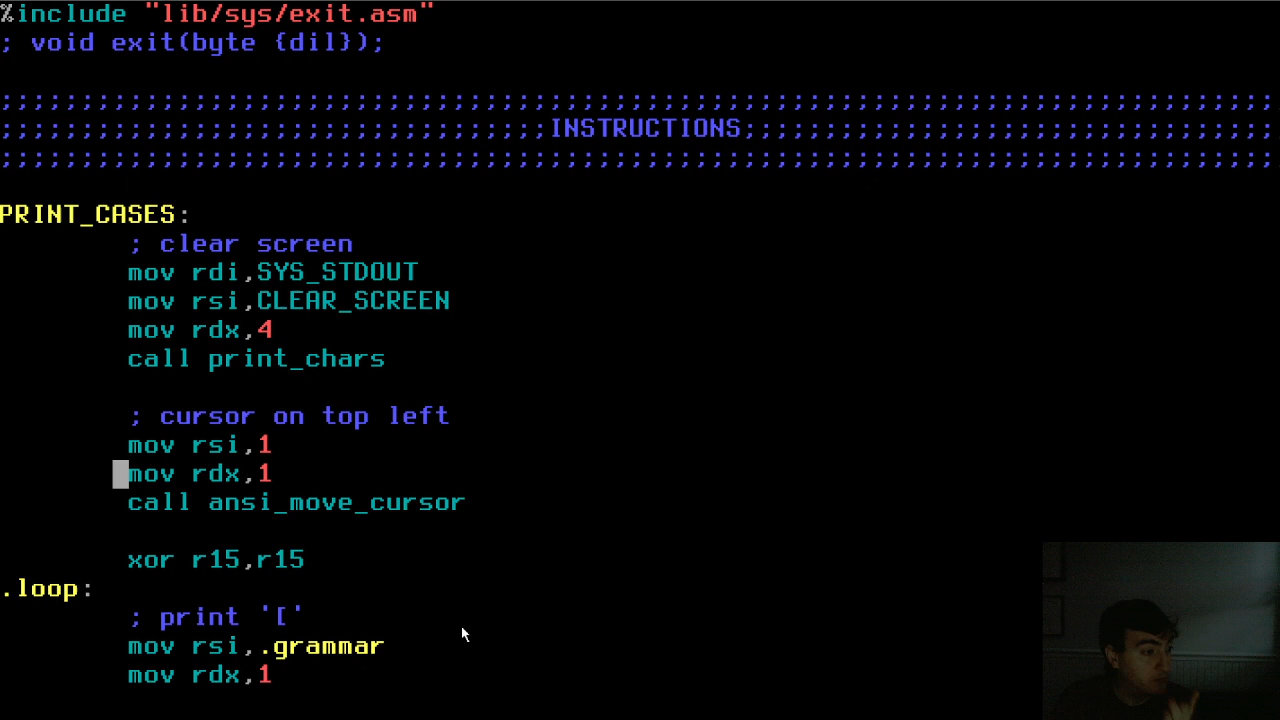 %include "lib/sys/exit.asm"
; void exit(byte {dil});
;;;;;;;;;;;;;;;;;;;;;;;;;;;;;;;;;;;;;;;;;;;;;;;;;;;;;;;;;;;;;;;;;;;;;;;;;;;;;;;
;;;;;;;;;;;;;;;;;;;;;;;;;;;;;;;;;;INSTRUCTIONS;;;;;;;;;;;;;;;;;;;;;;;;;;;;;;;;;
;;;;;;;;;;;;;;;;;;;;;;;;;;;;;;;;;;;;;;;;;;;;;;;;;;;;;;;;;;;;;;;;;;;;;;;;;;;;;;;
PRINT_CASES:
; clear screen
mov rdi,SYS_STDOUT
mov rsi,CLEAR_SCREEN
mov rdx,4
call print_chars
; cursor on top left
mov rsi,1
mov rdx,1
call ansi_move_cursor
xor r15,r15
.loop:
; print '['
mov rsi,.grammar
mov rdx,1